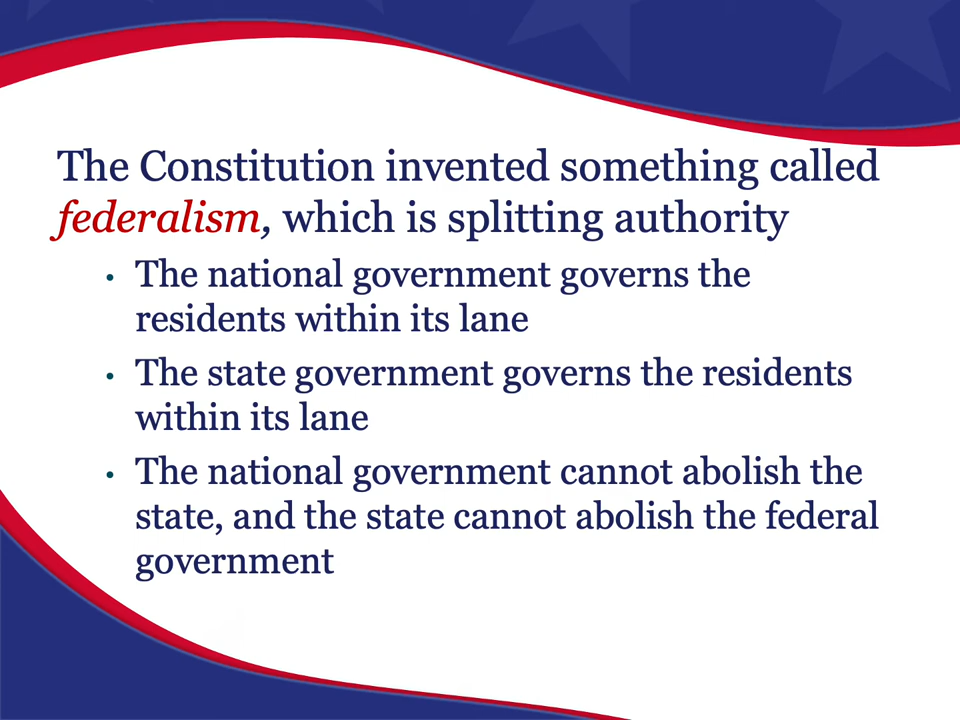 The Constitution invented something called
federalism, which is splitting authority
• The national government governs the
residents within its lane
• The state government governs the residents
within its lane
• The national government cannot abolish the
state, and the state cannot abolish the federal
government